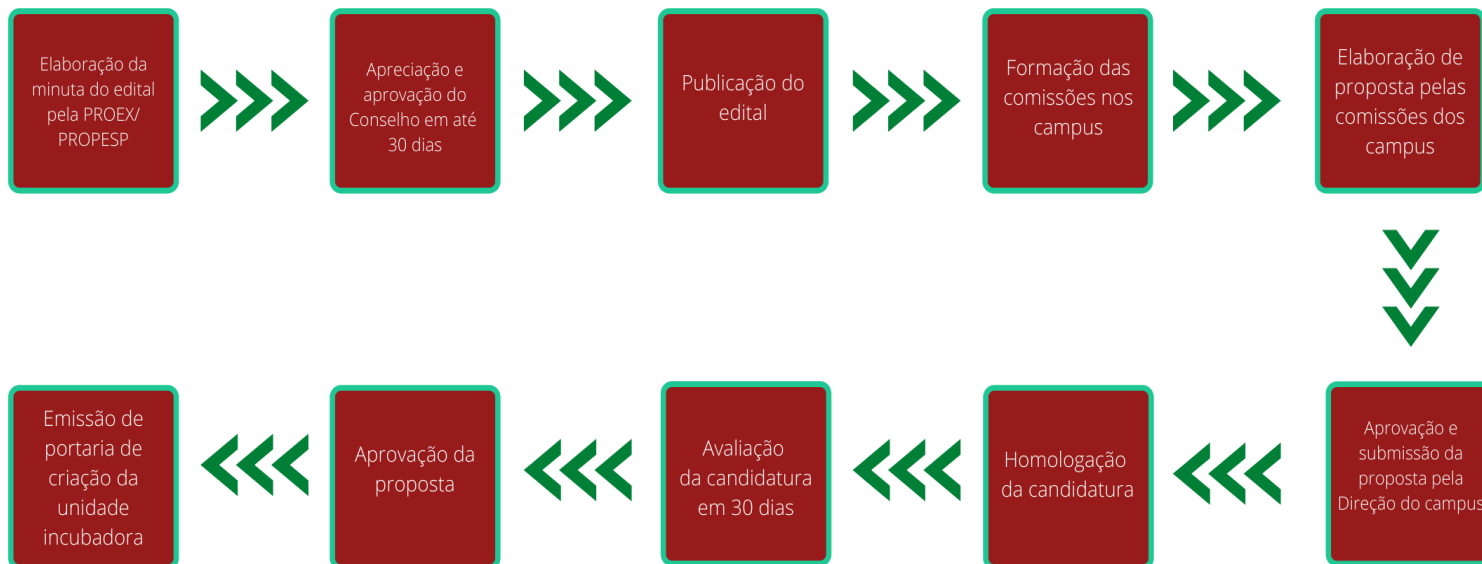 Elaboração da
minuta do edital
pela PROEX/
PROPESP
Apreciação e
aprovação do
Conselho em até
30 dias
Publicação do
edital
Formação das
comissões nos
campus
Elaboração de
proposta pelas
comissões dos
campus
Aprovação e
submissão da
proposta pela
Direção do campus
Homologação
da candidatura
Avaliação
da candidatura
em 30 dias
Aprovação da
proposta
Emissão de
portaria de
criação da
unidade
incubadora